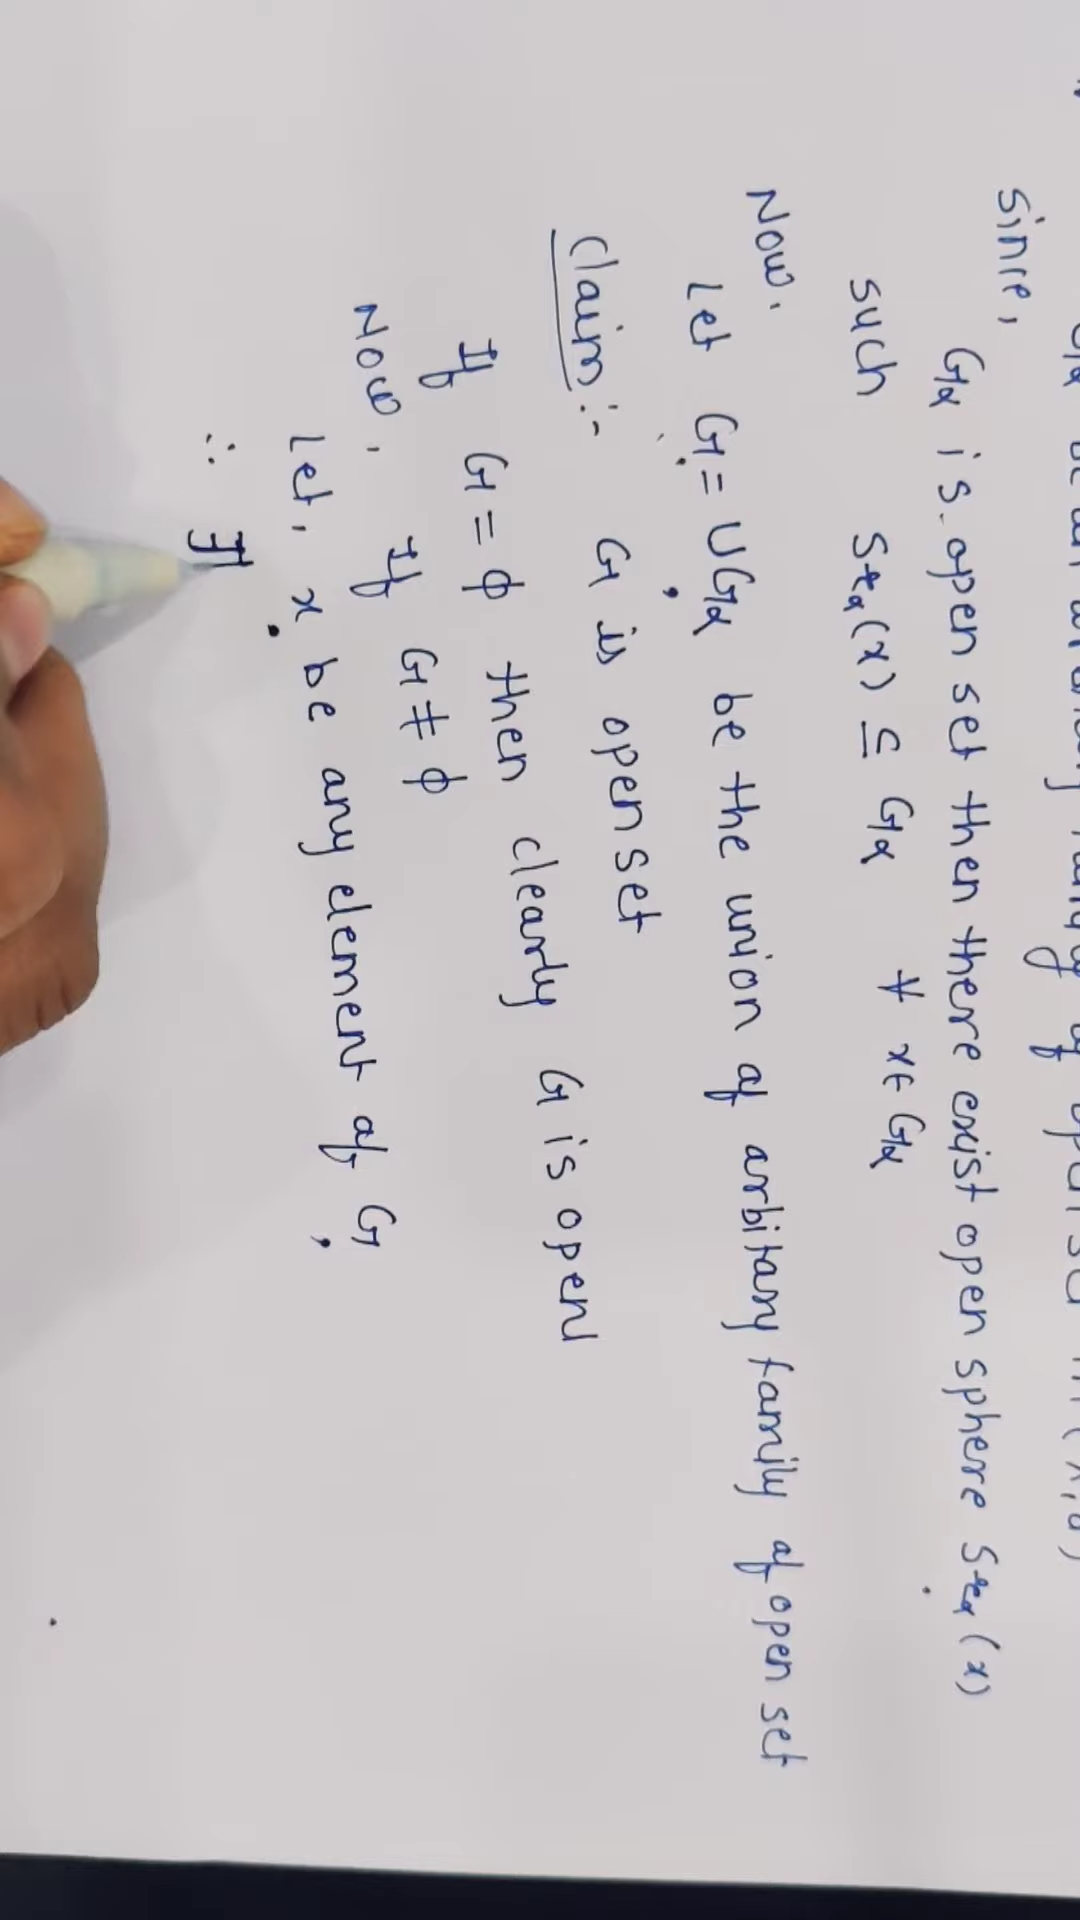 Since,
Gα is open set then there exist open sphere Srα(x)
such Srα(x) ⊆ Gα ∀ x∈Gα
Now,
Let G = ∪Gα be the union of arbitary family of open set
Claim :- G is open set
If G = φ then clearly G is open
Now, If G ≠ φ
Let, x be any element of G
∴ I